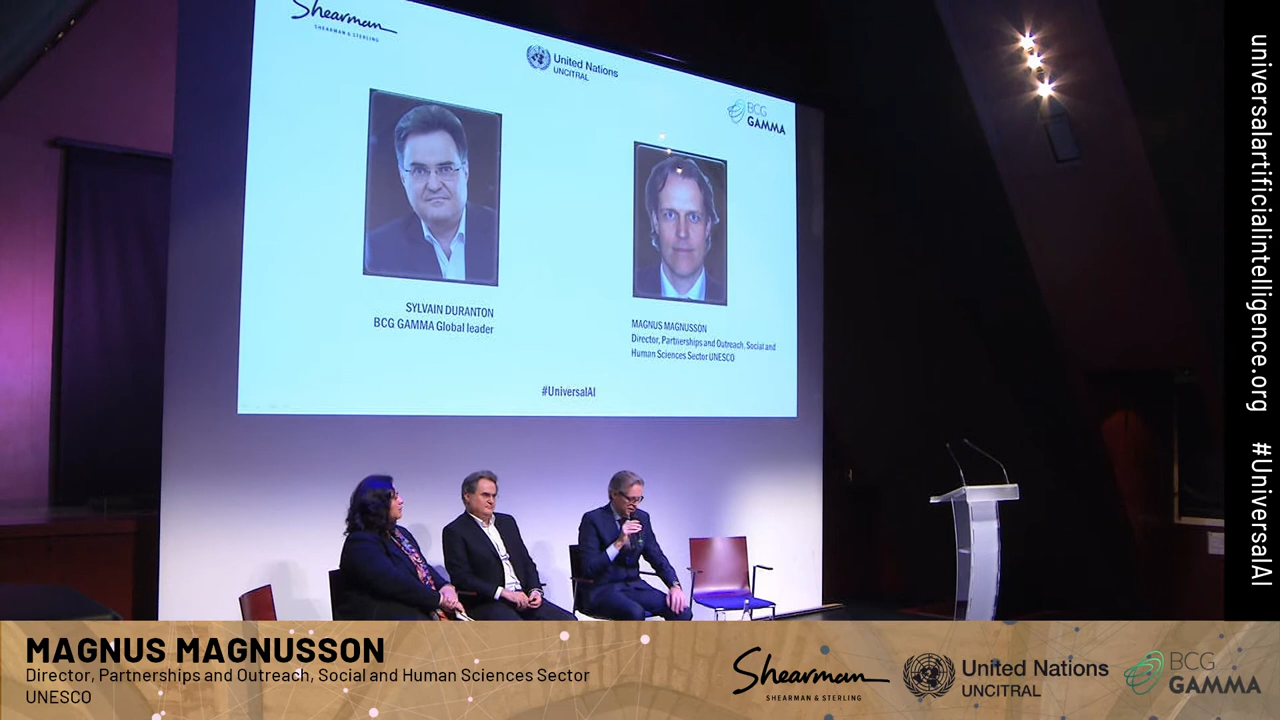 Shearman
SHEARMAN & STERLING
United Nations
UNCITRAL
BCG
GAMMA
SYLVAIN DURANTON
BCG GAMMA Global leader
MAGNUS MAGNUSSON
Director, Partnerships and Outreach, Social and
Human Sciences Sector UNESCO
#UniversalAI
universalartificialintelligence.org #UniversalAI
MAGNUS MAGNUSSON
Director, Partnerships and Outreach, Social and Human Sciences Sector
UNESCO
Shearman
SHEARMAN & STERLING
United Nations
UNCITRAL
BCG
GAMMA